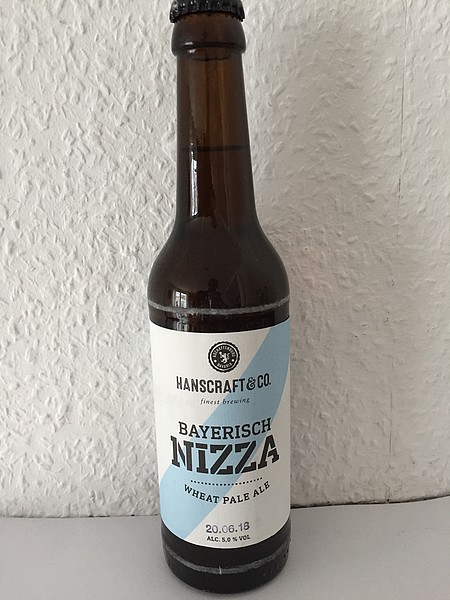 HANSCRAFT & CO.
finest brewing
BAYERISCH
NIZZA
WHEAT PALE ALE
20.06.18
ALC. 5,0 % VOL